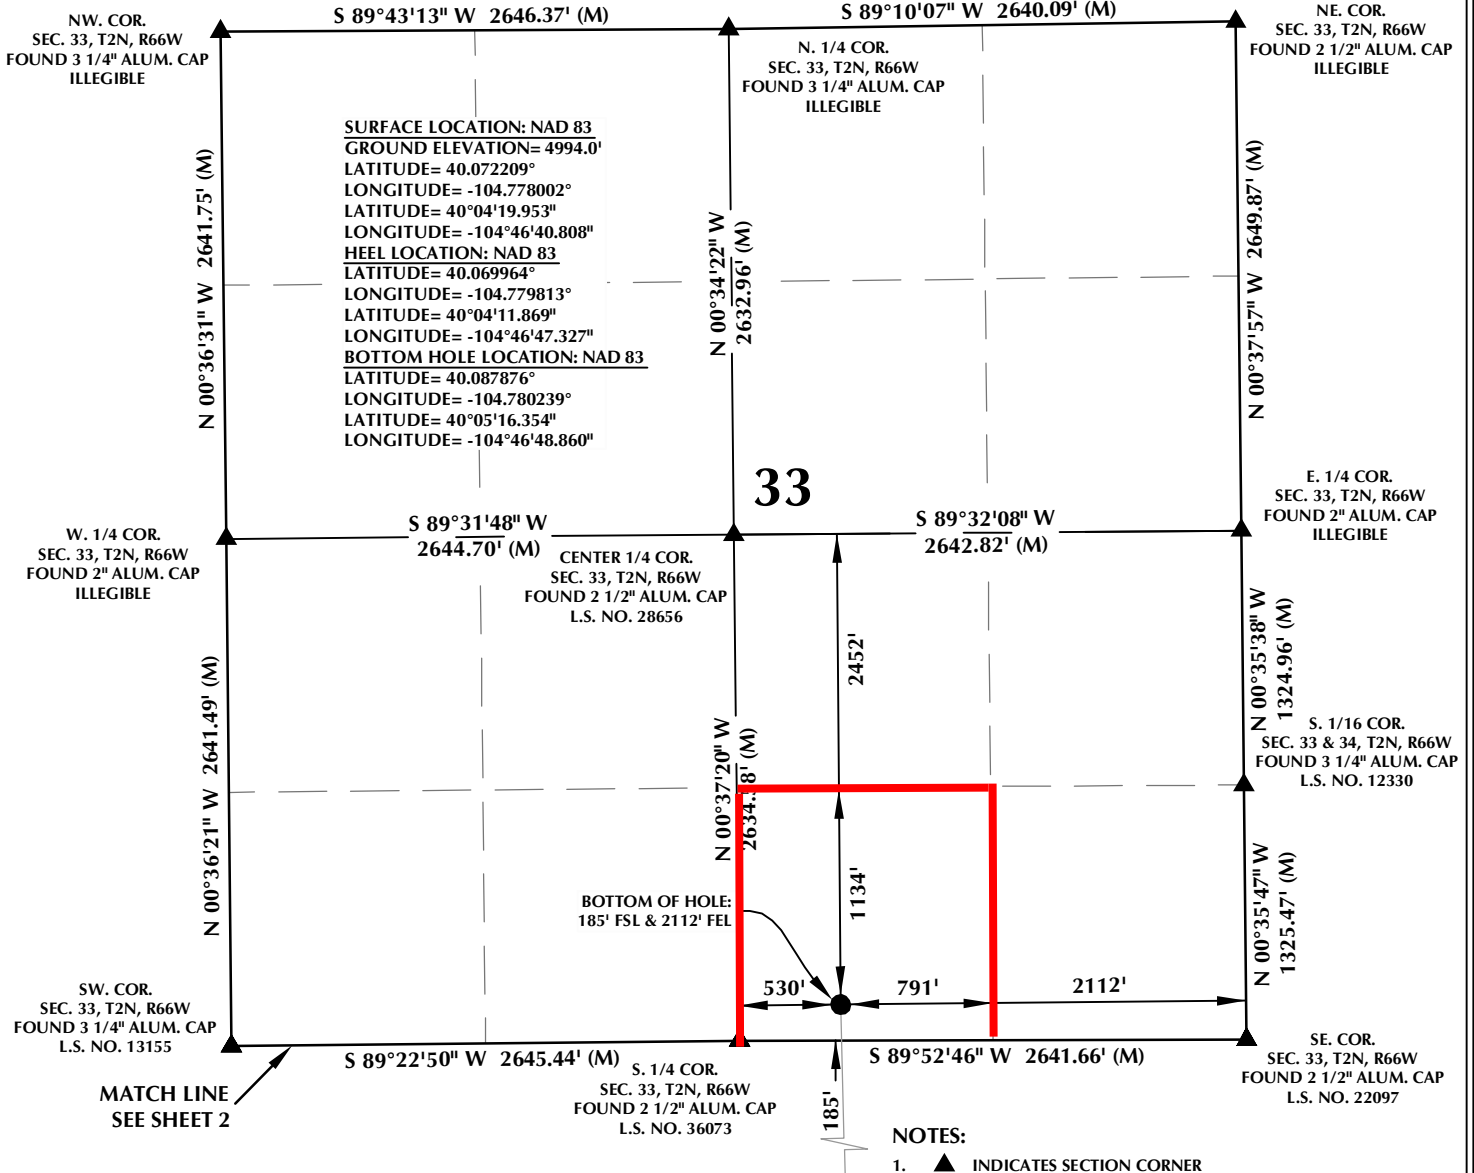 NW. COR.
SEC. 33, T2N, R66W
FOUND 3 1/4" ALUM. CAP
ILLEGIBLE
S 89°43'13" W 2646.37' (M)
N. 1/4 COR.
SEC. 33, T2N, R66W
FOUND 3 1/4" ALUM. CAP
ILLEGIBLE
S 89°10'07" W 2640.09' (M)
NE. COR.
SEC. 33, T2N, R66W
FOUND 2 1/2" ALUM. CAP
ILLEGIBLE
SURFACE LOCATION: NAD 83
GROUND ELEVATION= 4994.0'
LATITUDE= 40.072209°
LONGITUDE= -104.778002°
LATITUDE= 40°04'19.953"
LONGITUDE= -104°46'40.808"
HEEL LOCATION: NAD 83
LATITUDE= 40.069964°
LONGITUDE= -104.779813°
LATITUDE= 40°04'11.869"
LONGITUDE= -104°46'47.327"
BOTTOM HOLE LOCATION: NAD 83
LATITUDE= 40.087876°
LONGITUDE= -104.780239°
LATITUDE= 40°05'16.354"
LONGITUDE= -104°46'48.860"
N 00°36'31" W 2641.75' (M)
N 00°34'22" W
2632.96' (M)
N 00°37'57" W 2649.87' (M)
33
W. 1/4 COR.
SEC. 33, T2N, R66W
FOUND 2" ALUM. CAP
ILLEGIBLE
S 89°31'48" W
2644.70' (M)
CENTER 1/4 COR.
SEC. 33, T2N, R66W
FOUND 2 1/2" ALUM. CAP
L.S. NO. 28656
S 89°32'08" W
2642.82' (M)
E. 1/4 COR.
SEC. 33, T2N, R66W
FOUND 2" ALUM. CAP
ILLEGIBLE
2452'
N 00°35'38" W
1324.96' (M)
S. 1/16 COR.
SEC. 33 & 34, T2N, R66W
FOUND 3 1/4" ALUM. CAP
L.S. NO. 12330
N 00°36'21" W 2641.49' (M)
N 00°37'20" W
(M)
1134'
BOTTOM OF HOLE:
185' FSL & 2112' FEL
530'
791'
2112'
N 00°35'47" W
1325.47' (M)
SW. COR.
SEC. 33, T2N, R66W
FOUND 3 1/4" ALUM. CAP
L.S. NO. 13155
S 89°22'50" W 2645.44' (M)
S. 1/4 COR.
SEC. 33, T2N, R66W
FOUND 2 1/2" ALUM. CAP
L.S. NO. 36073
S 89°52'46" W 2641.66' (M)
SE. COR.
SEC. 33, T2N, R66W
FOUND 2 1/2" ALUM. CAP
L.S. NO. 22097
MATCH LINE
SEE SHEET 2
185'
NOTES:
1. ▲ INDICATES SECTION CORNER